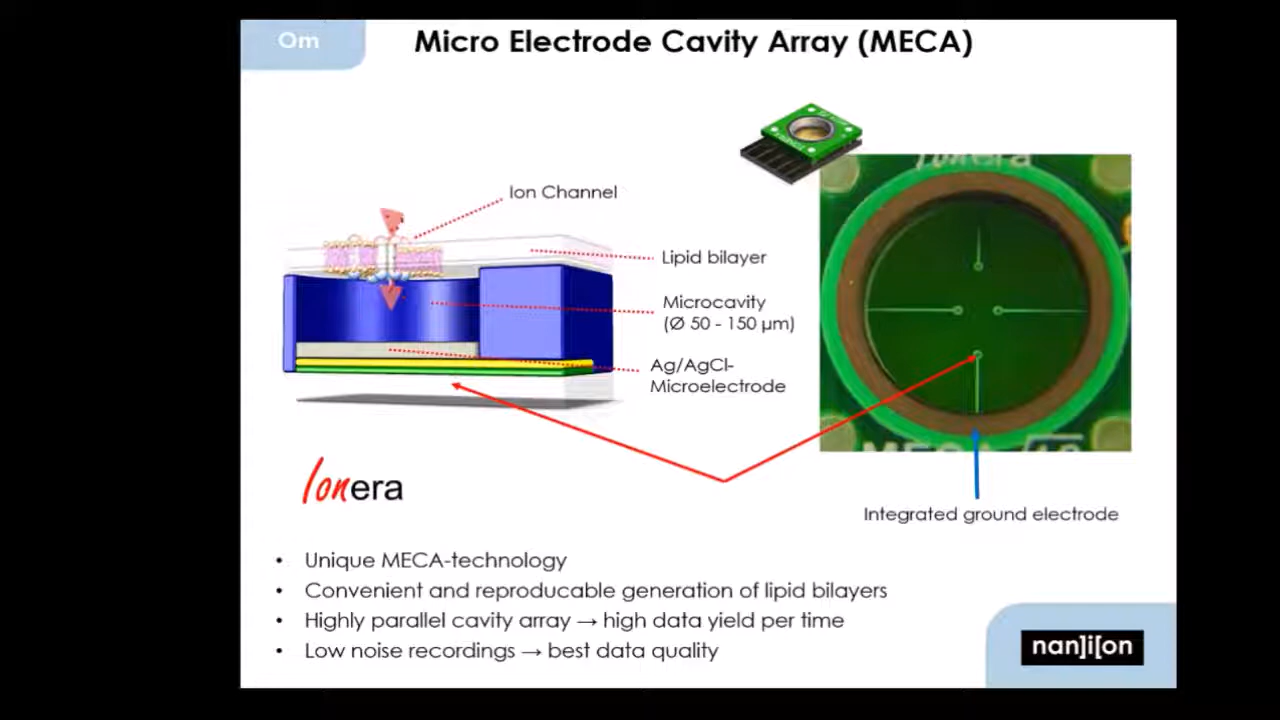 Om
Micro Electrode Cavity Array (MECA)
Ion Channel
Lipid bilayer
Microcavity
(Ø 50 - 150 µm)
Ag/AgCl-
Microelectrode
Ionera
Integrated ground electrode
• Unique MECA-technology
• Convenient and reproducable generation of lipid bilayers
• Highly parallel cavity array → high data yield per time
• Low noise recordings → best data quality
nan]i[on